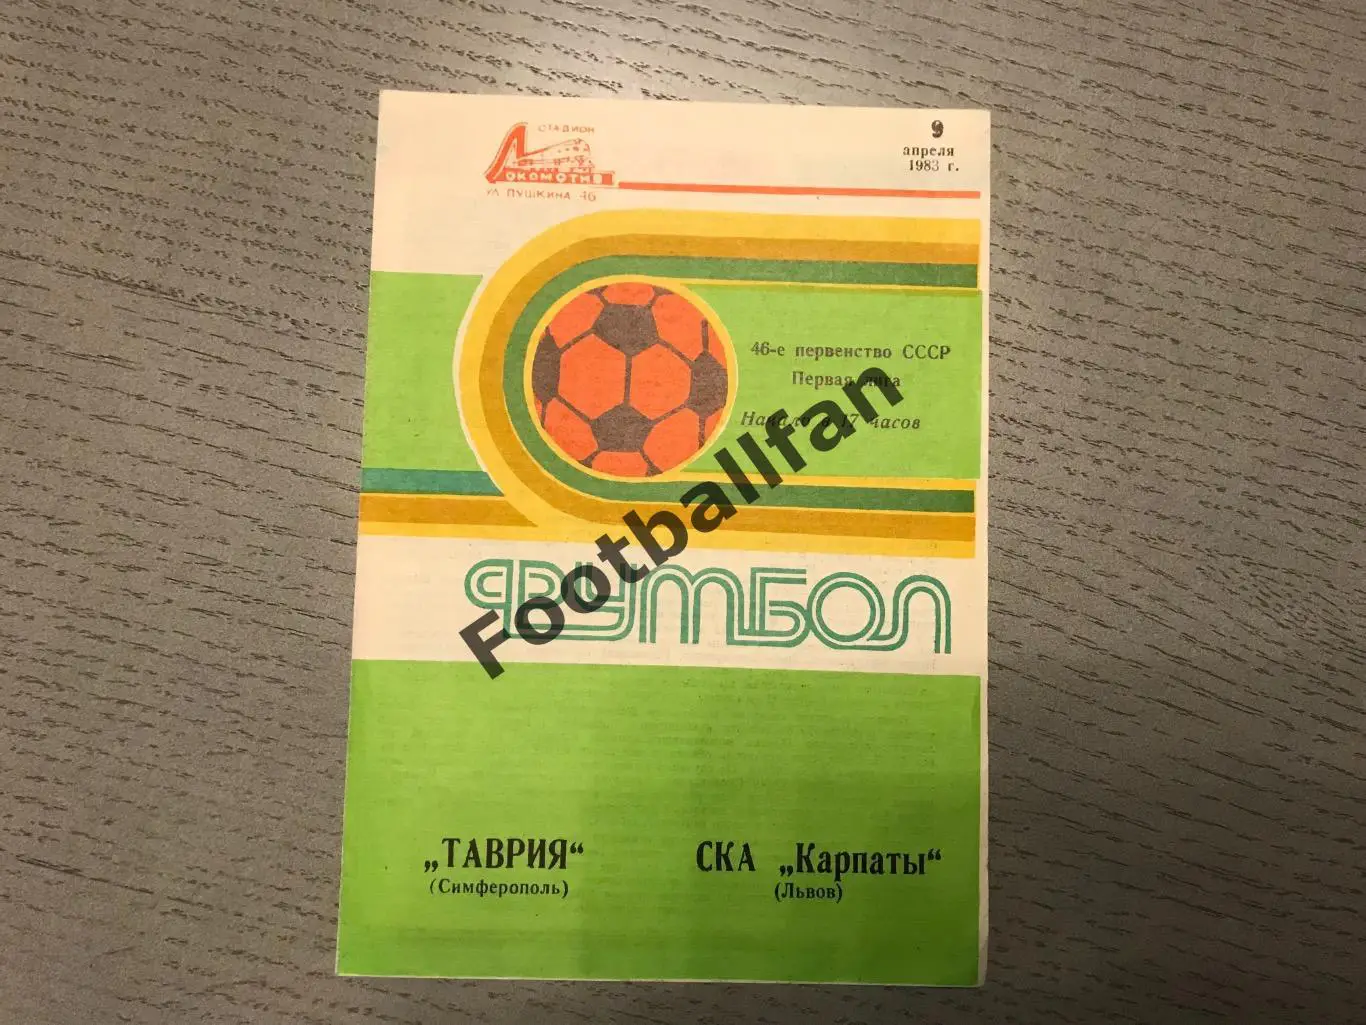 СТАДИОН
ЛОКОМОТИВ
УЛ. ПУШКИНА 46
9
апреля
1983 г.
46-е первенство СССР
Первая лига
Начало в 17 часов
ФУТБОЛ
Footballfan
„ТАВРИЯ“
(Симферополь)
СКА „Карпаты“
(Львов)